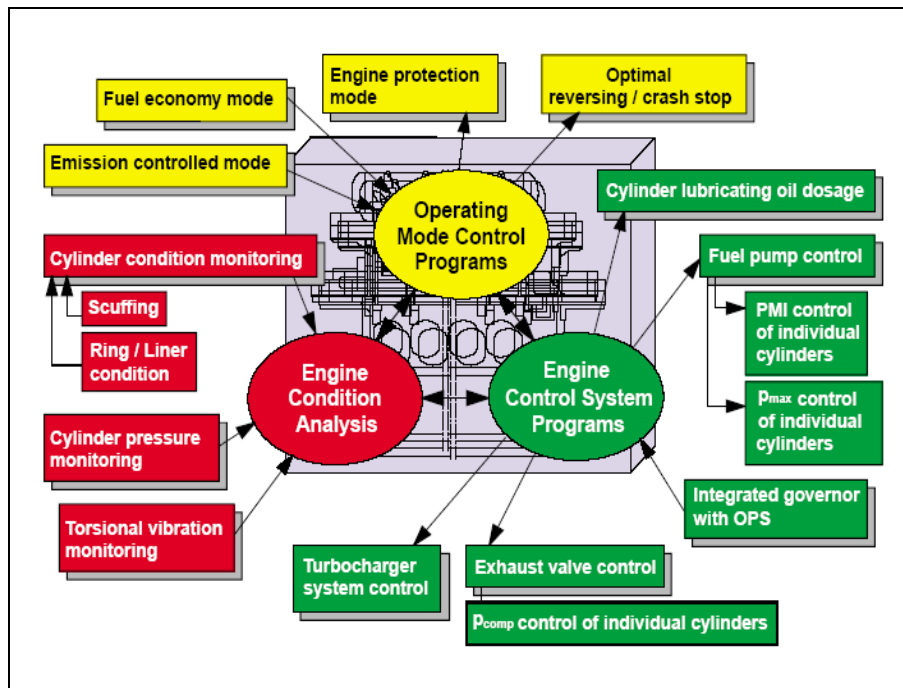 Engine protection
mode
Optimal
reversing / crash stop
Fuel economy mode
Emission controlled mode
Operating
Mode Control
Programs
Cylinder lubricating oil dosage
Cylinder condition monitoring
Scuffing
Ring / Liner
condition
Fuel pump control
PMI control
of individual
cylinders
pmax control
of individual
cylinders
Engine
Condition
Analysis
Engine
Control System
Programs
Cylinder pressure
monitoring
Torsional vibration
monitoring
Integrated governor
with OPS
Turbocharger
system control
Exhaust valve control
pcomp control of individual cylinders